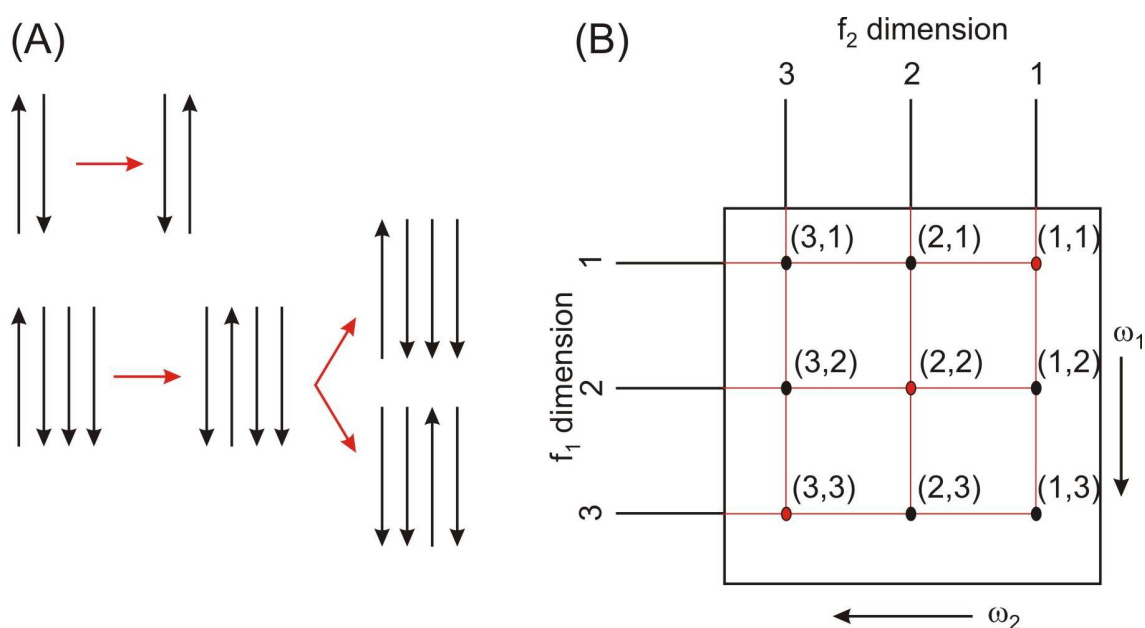 (A)
(B)
f₂ dimension
3 2 1
f₁ dimension
1
2
3
(3,1) (2,1) (1,1)
(3,2) (2,2) (1,2)
(3,3) (2,3) (1,3)
ω₁
ω₂